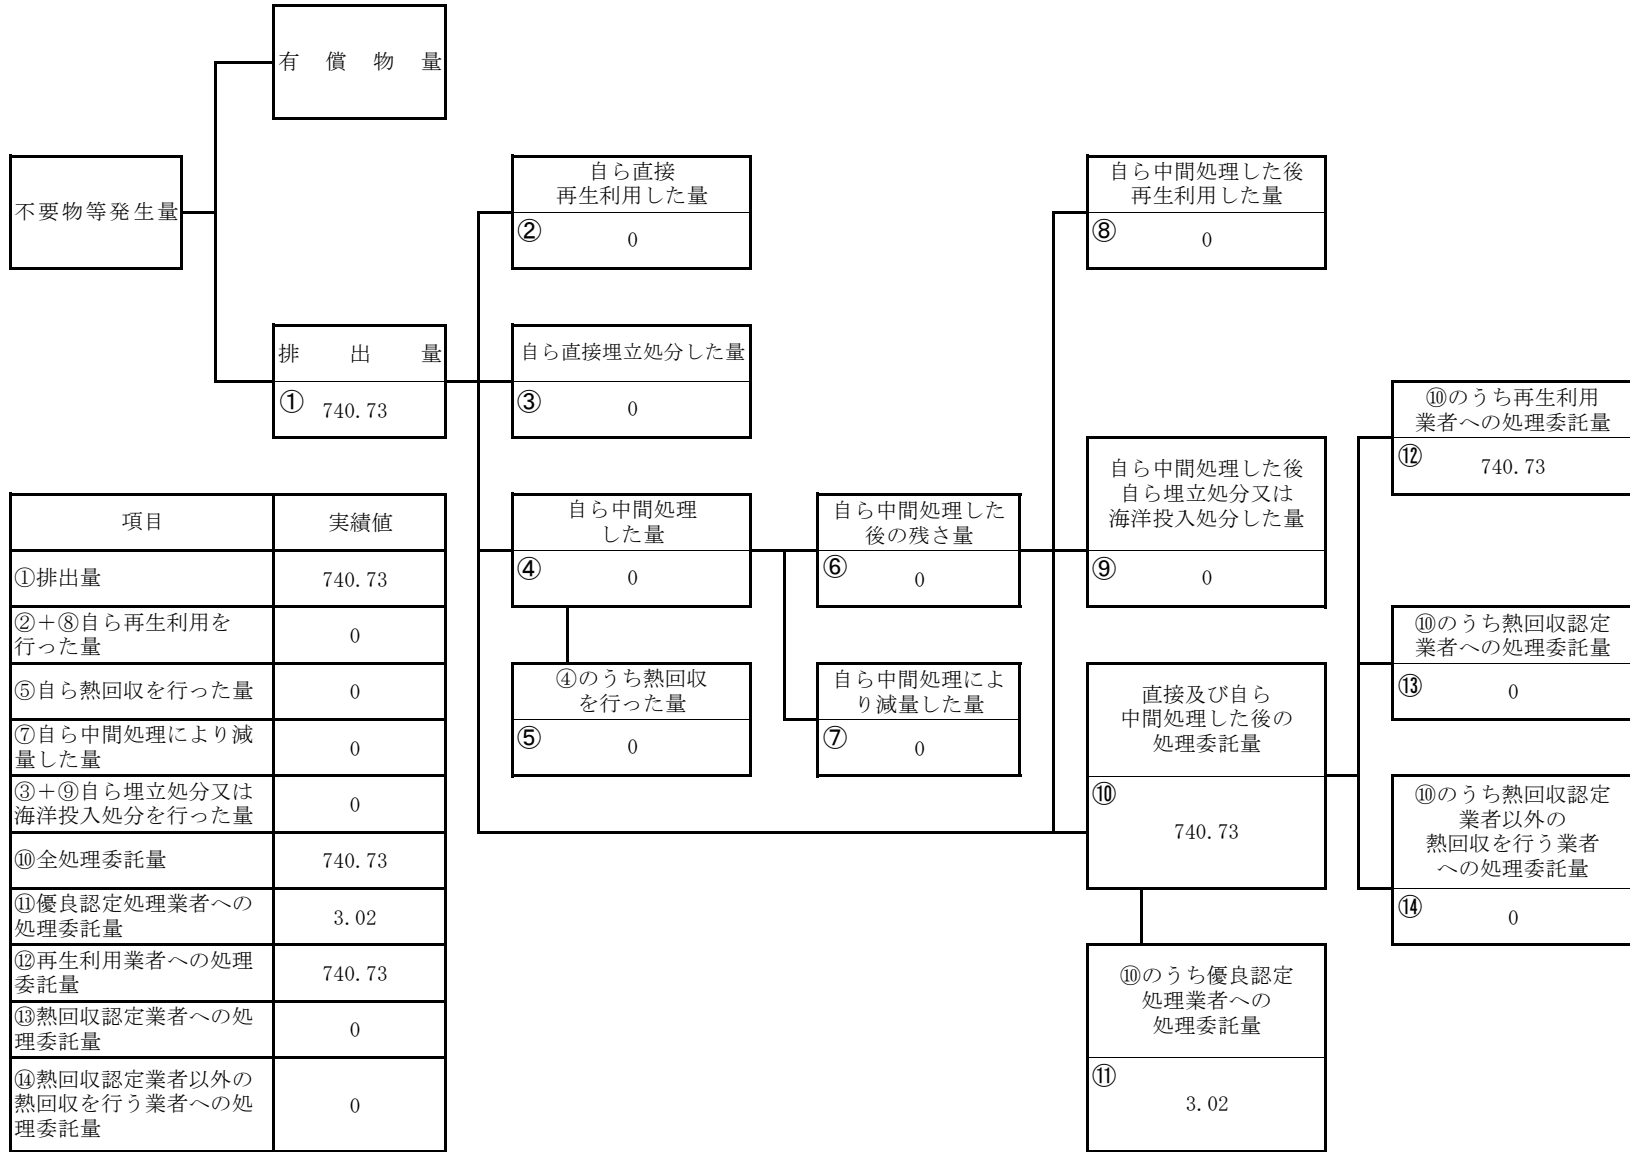 有償物量
不要物等発生量
排出量
① 740.73
自ら直接
再生利用した量
② 0
自ら直接埋立処分した量
③ 0
自ら中間処理
した量
④ 0
④のうち熱回収
を行った量
⑤ 0
自ら中間処理した
後の残さ量
⑥ 0
自ら中間処理によ
り減量した量
⑦ 0
自ら中間処理した後
再生利用した量
⑧ 0
自ら中間処理した後
自ら埋立処分又は
海洋投入処分した量
⑨ 0
直接及び自ら
中間処理した後の
処理委託量
⑩
740.73
⑩のうち優良認定
処理業者への
処理委託量
⑪
3.02
⑩のうち再生利用
業者への処理委託量
⑫ 740.73
⑩のうち熱回収認定
業者への処理委託量
⑬ 0
⑩のうち熱回収認定
業者以外の
熱回収を行う業者
への処理委託量
⑭ 0
項目 実績値
①排出量 740.73
②+⑧自ら再生利用を
行った量 0
⑤自ら熱回収を行った量 0
⑦自ら中間処理により減
量した量 0
③+⑨自ら埋立処分又は
海洋投入処分を行った量 0
⑩全処理委託量 740.73
⑪優良認定処理業者への
処理委託量 3.02
⑫再生利用業者への処理
委託量 740.73
⑬熱回収認定業者への処
理委託量 0
⑭熱回収認定業者以外の
熱回収を行う業者への処
理委託量 0